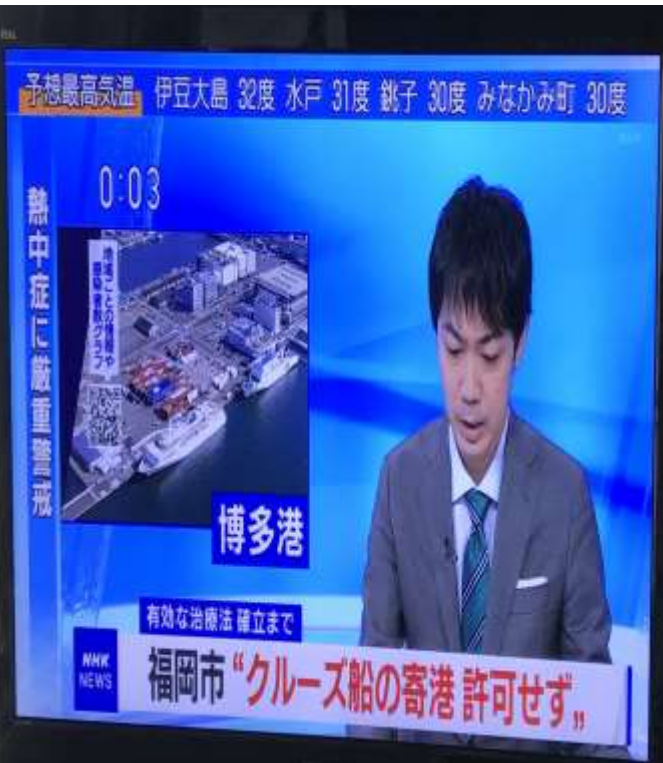 予想最高気温 伊豆大島 32度 水戸 31度 銚子 30度 みなかみ町 30度
熱中症に厳重警戒
0:03
地域ごとの情報や
感染者数グラフ
博多港
有効な治療法 確立まで
NHK
NEWS
福岡市“クルーズ船の寄港 許可せず„